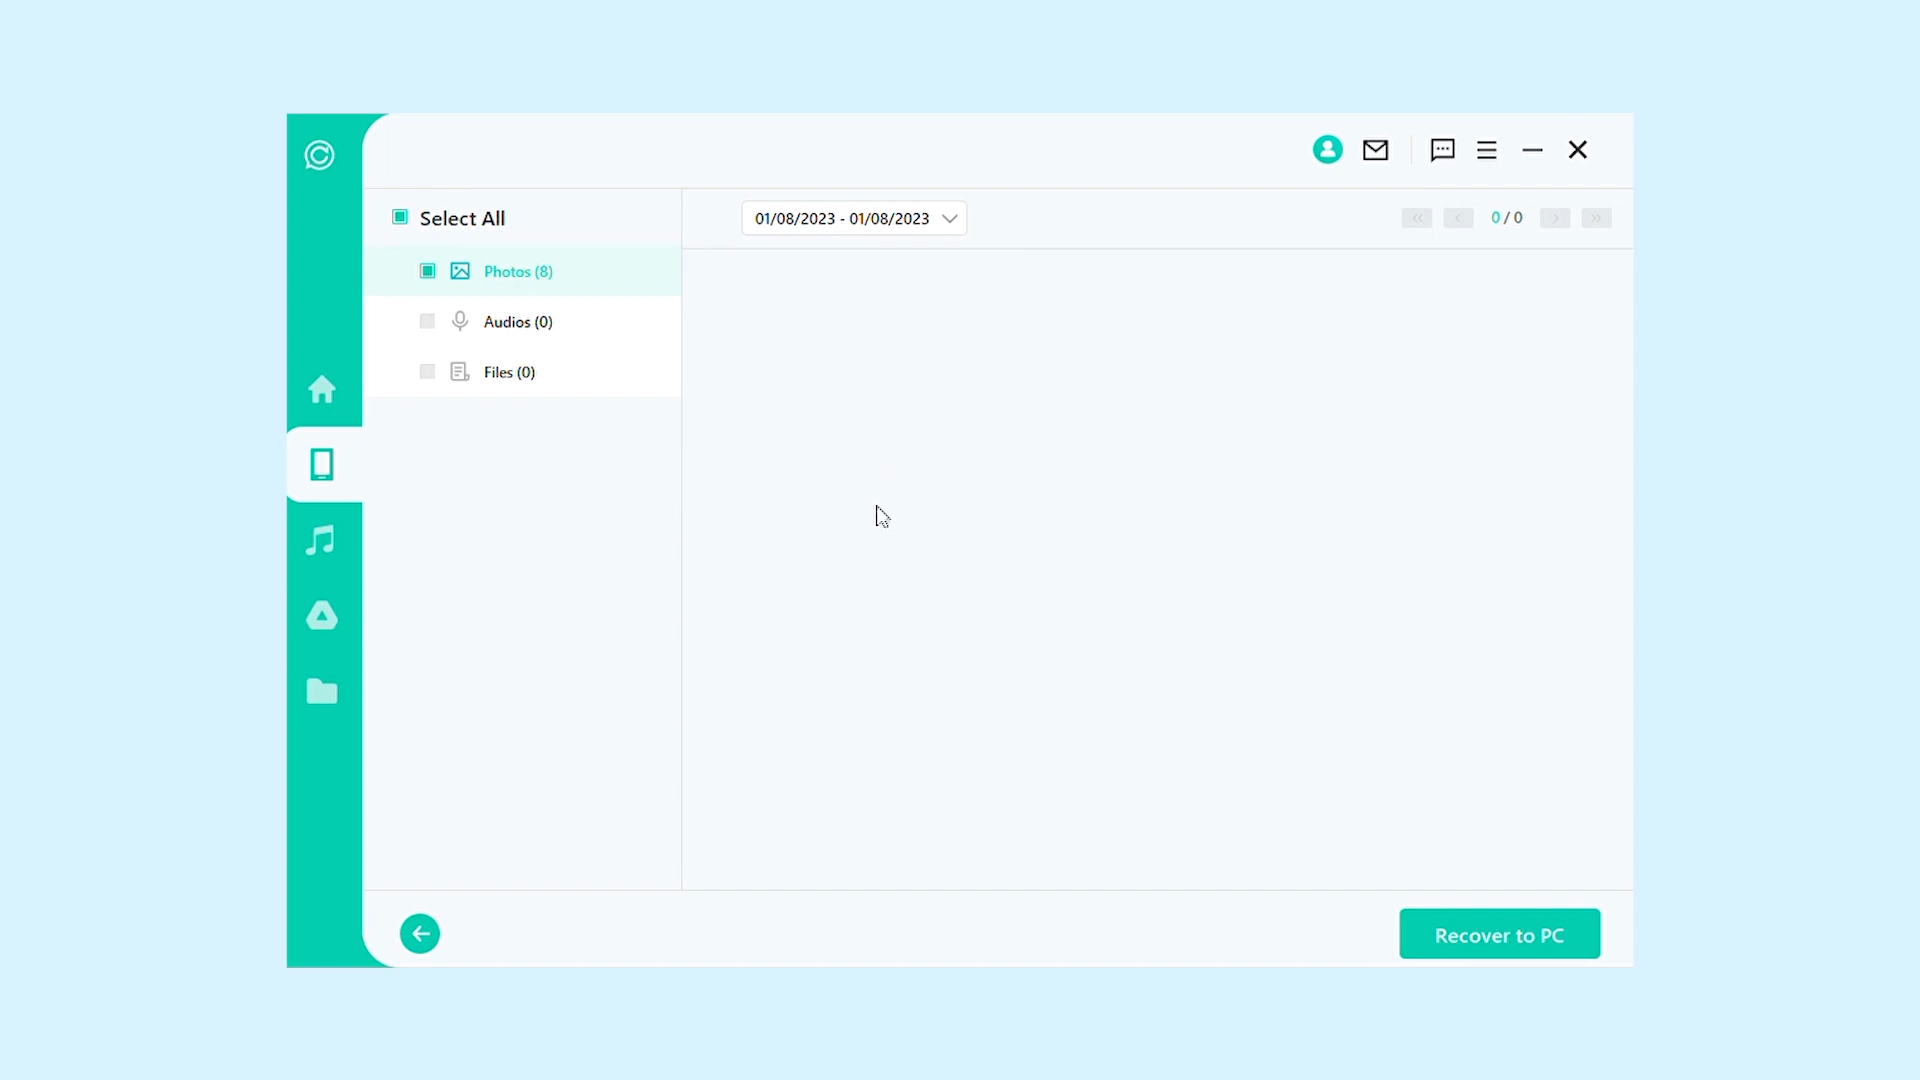 Select All
01/08/2023 - 01/08/2023
0 / 0
Photos (8)
Audios (0)
Files (0)
Recover to PC